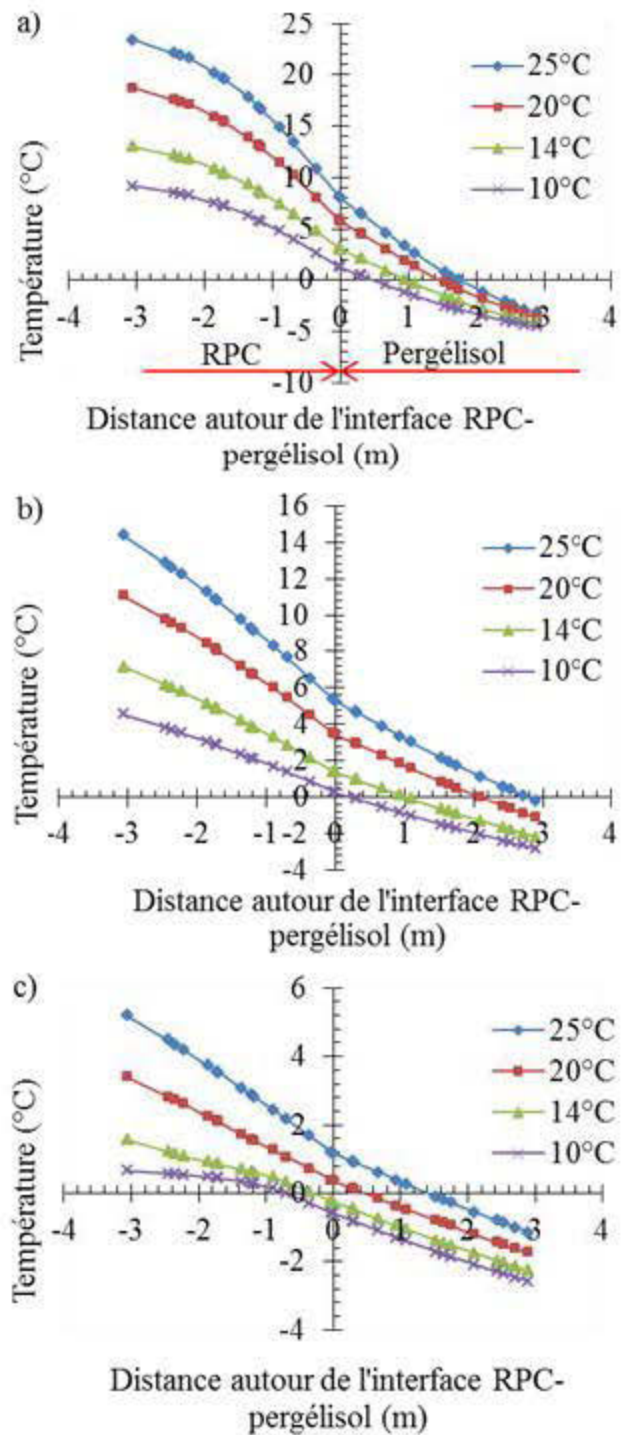 a)
25
20
15
10
5
0
-5
-10
-4 -3 -2 -1 0 1 2 3 4
25°C
20°C
14°C
10°C
Température (°C)
RPC
Pergélisol
Distance autour de l'interface RPC-
pergélisol (m)
b)
16
14
12
10
8
6
4
2
0
-2
-4
-4 -3 -2 -1 0 1 2 3 4
25°C
20°C
14°C
10°C
Température (°C)
Distance autour de l'interface RPC-
pergélisol (m)
c)
6
4
2
0
-2
-4
-4 -3 -2 -1 0 1 2 3 4
25°C
20°C
14°C
10°C
Température (°C)
Distance autour de l'interface RPC-
pergélisol (m)